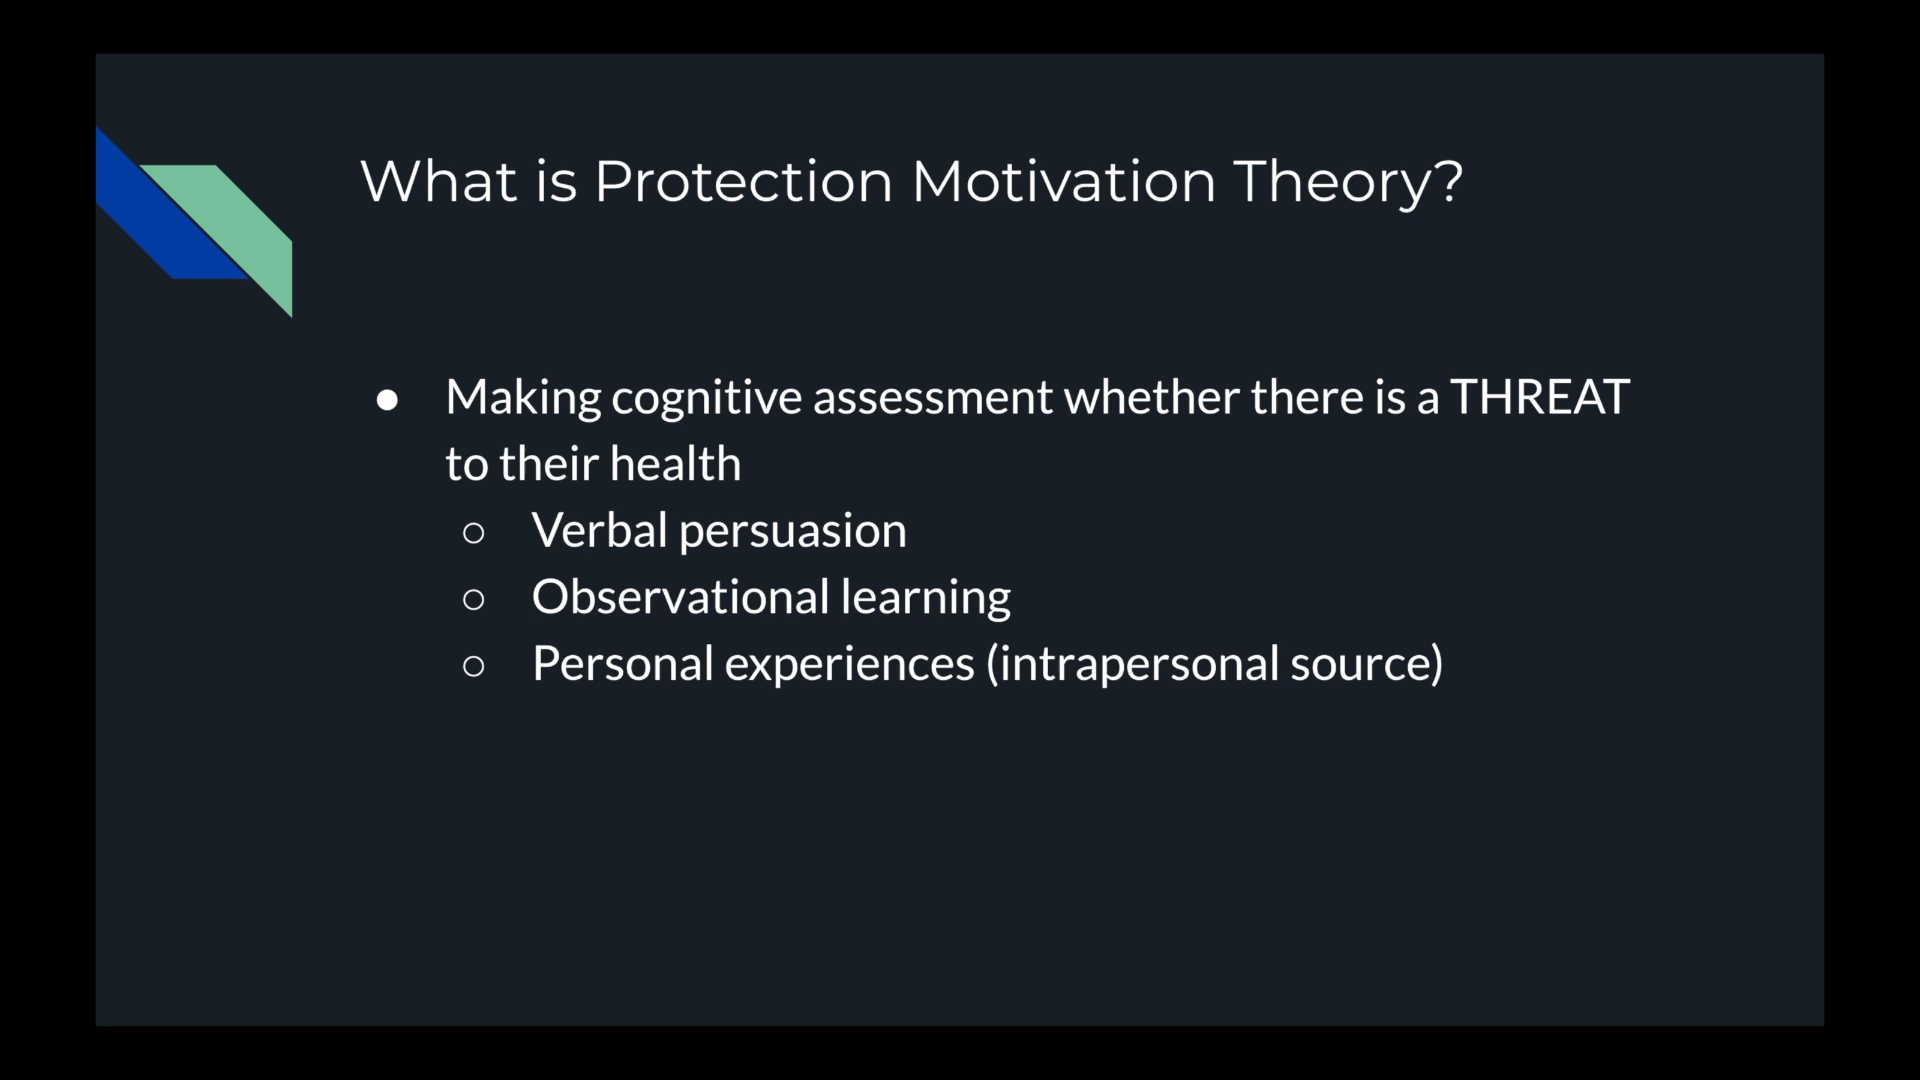 What is Protection Motivation Theory?
● Making cognitive assessment whether there is a THREAT
to their health
○ Verbal persuasion
○ Observational learning
○ Personal experiences (intrapersonal source)